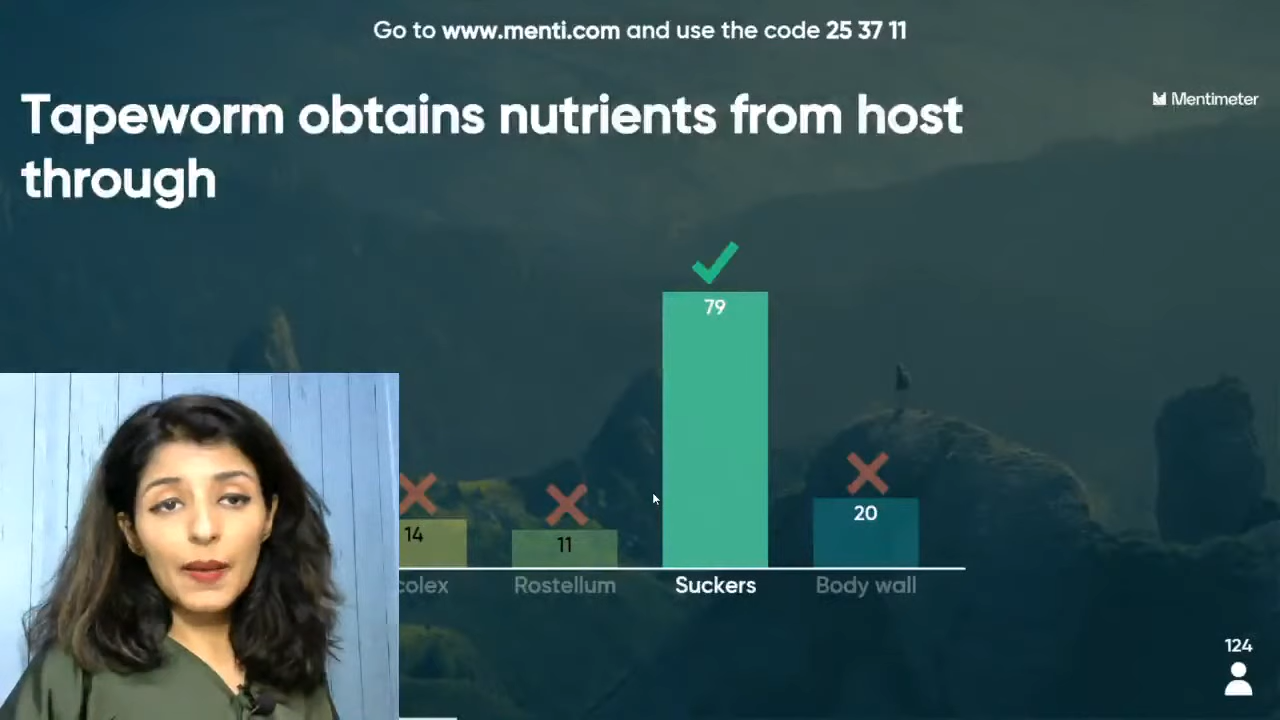 Go to www.menti.com and use the code 25 37 11
Mentimeter
Tapeworm obtains nutrients from host
through
79
14
11
20
colex
Rostellum
Suckers
Body wall
124